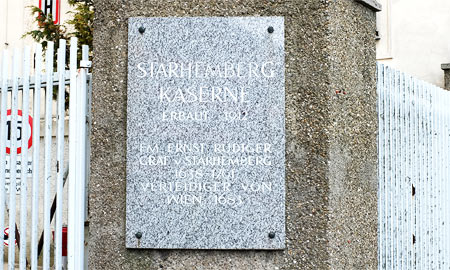 STARHEMBERG
KASERNE
ERBAUT 1912
FM. ERNST RÜDIGER
GRAF v. STARHEMBERG
1638-1701
VERTEIDIGER VON
WIEN 1683
15
H